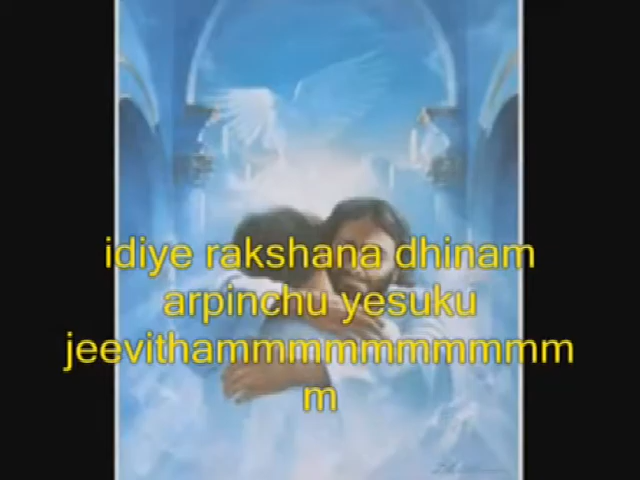 idiye rakshana dhinam
arpinchu yesuku
jeevithammmmmmmmmm
m